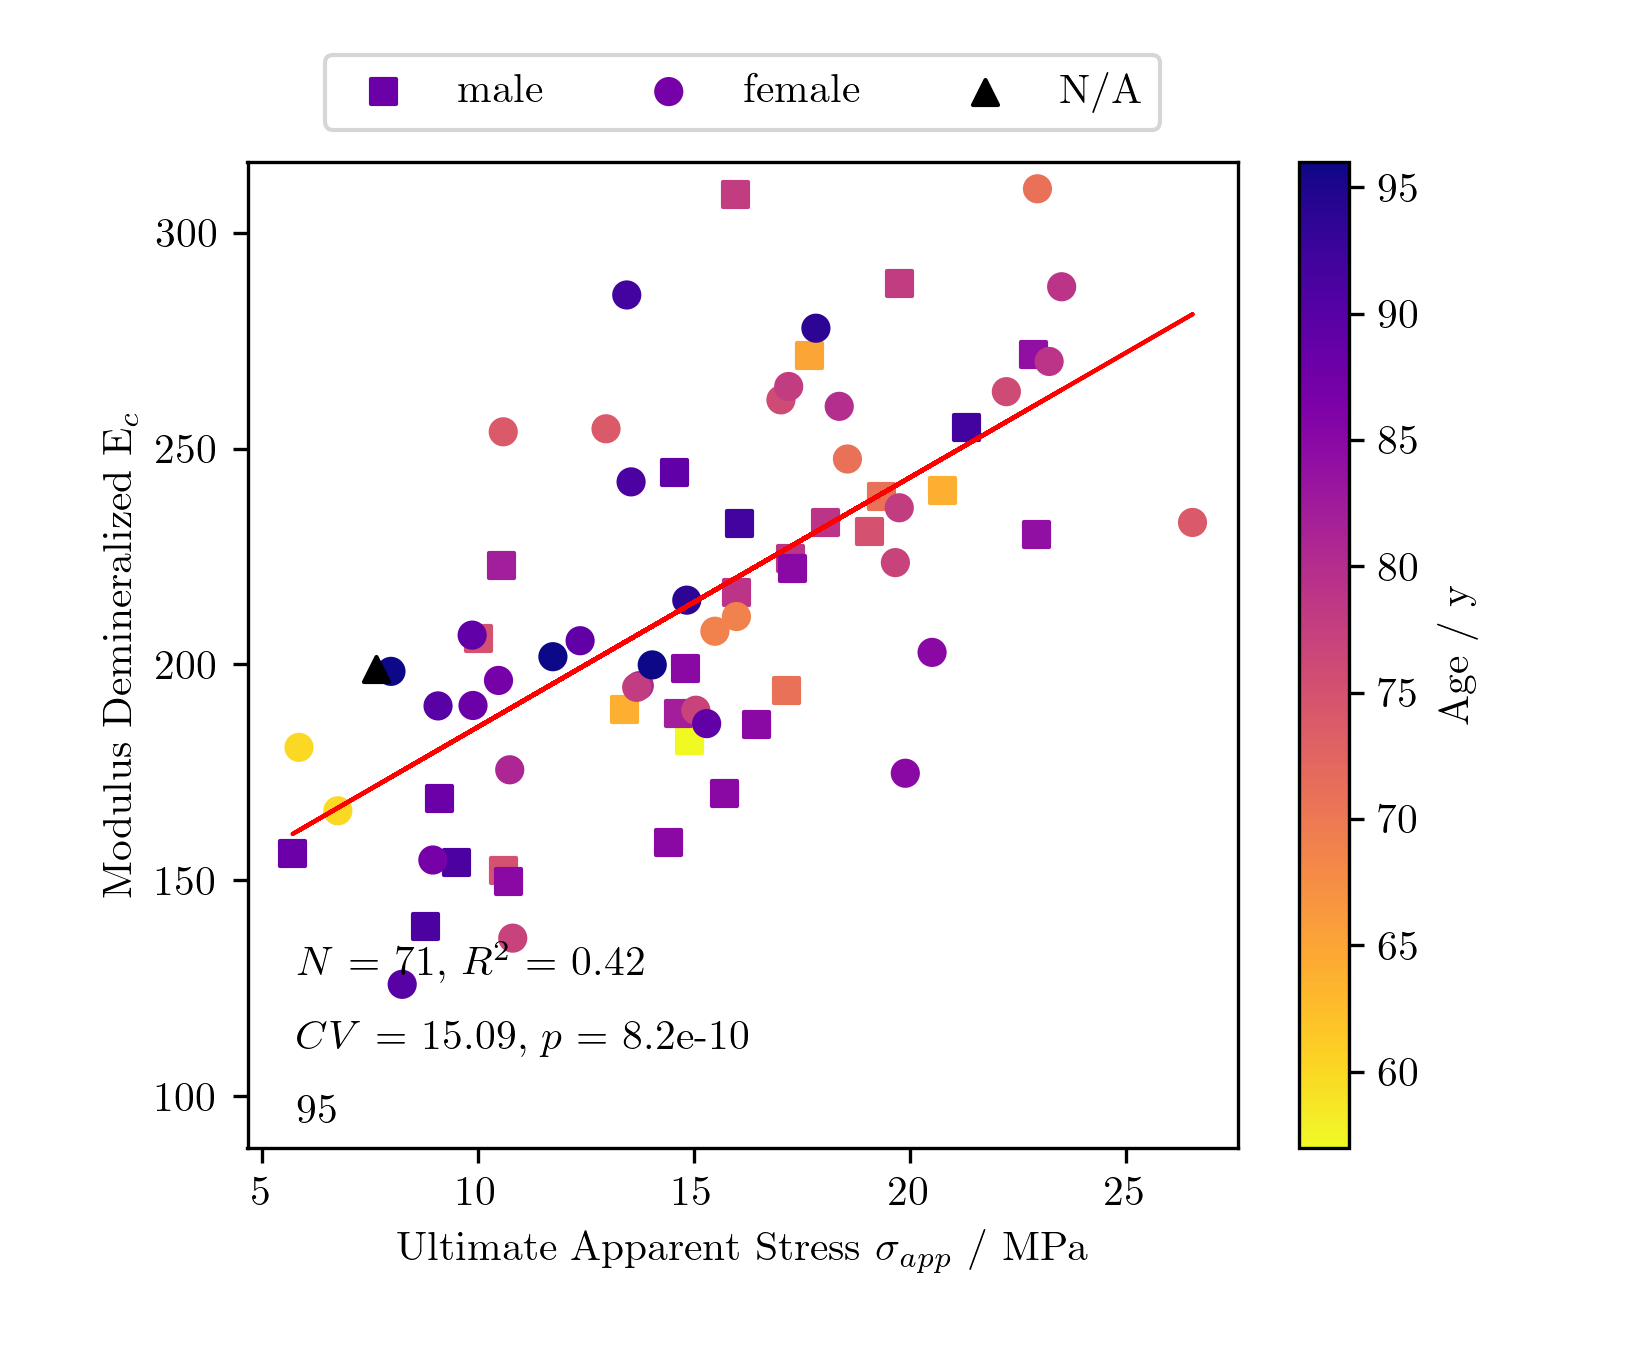 male female N/A
300
250
200
150
100
Modulus Demineralized E_c
N = 71, R² = 0.42
CV = 15.09, p = 8.2e-10
95
5 10 15 20 25
Ultimate Apparent Stress σ_app / MPa
95
90
85
80
75
70
65
60
Age / y